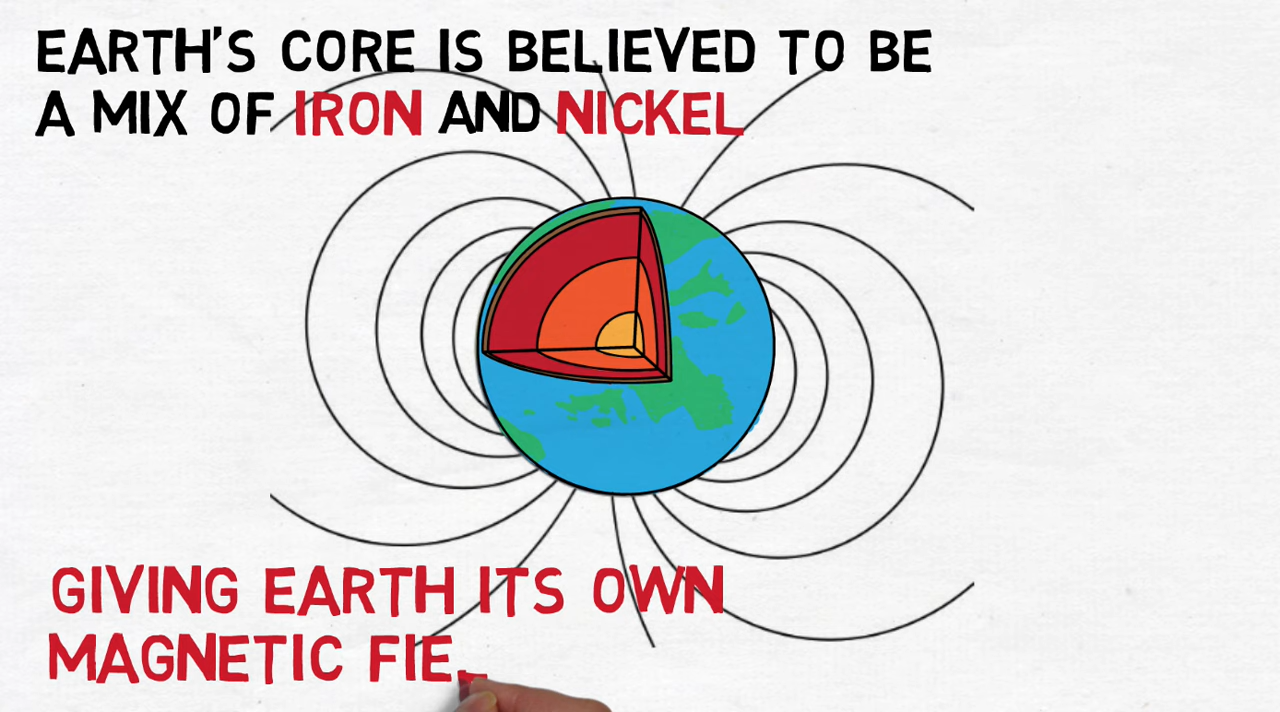 EARTH'S CORE IS BELIEVED TO BE
A MIX OF IRON AND NICKEL
GIVING EARTH ITS OWN
MAGNETIC FIE